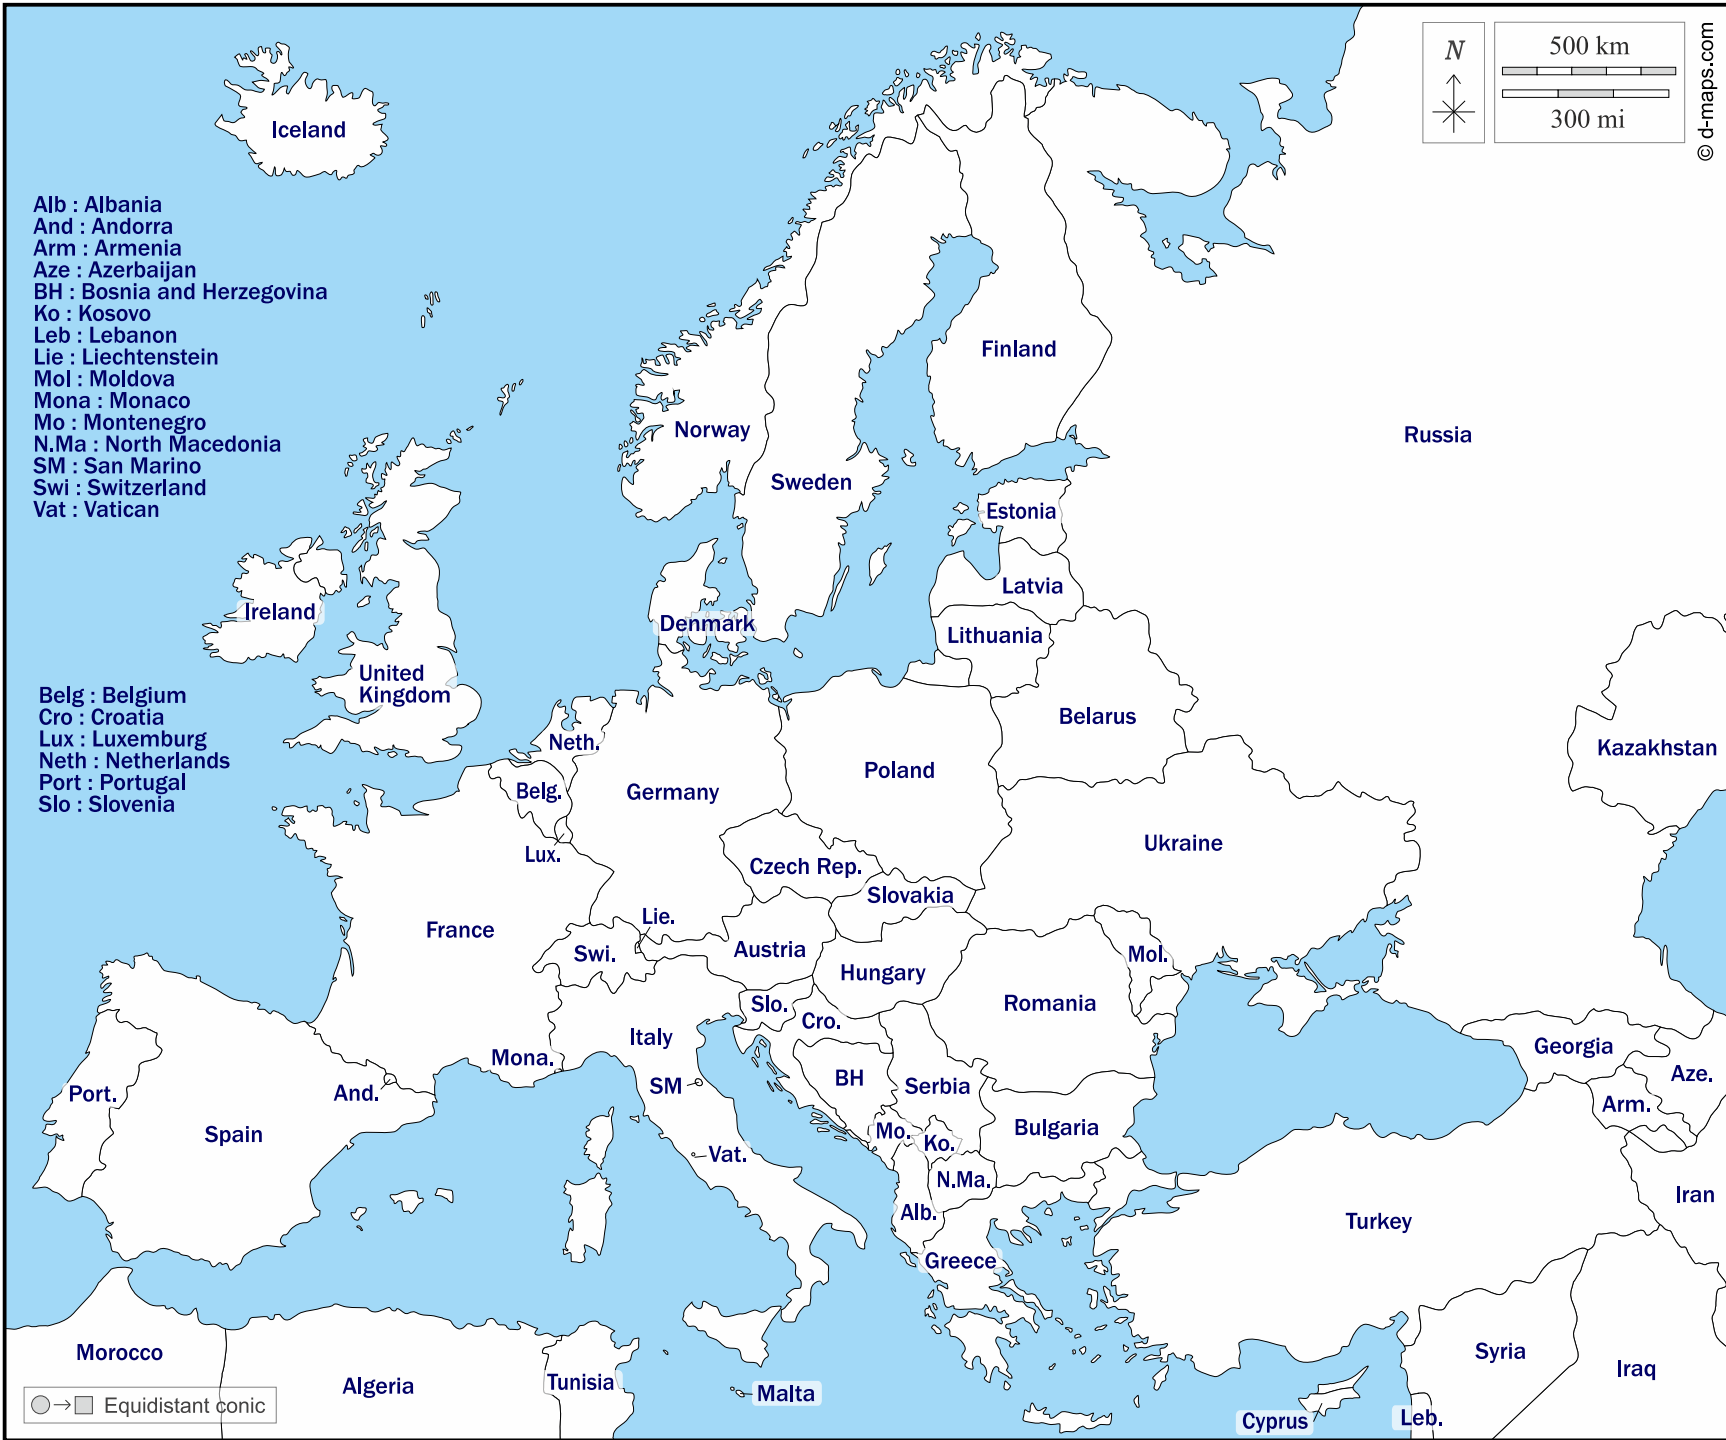 N
500 km
300 mi
© d-maps.com
Iceland
Alb : Albania
And : Andorra
Arm : Armenia
Aze : Azerbaijan
BH : Bosnia and Herzegovina
Ko : Kosovo
Leb : Lebanon
Lie : Liechtenstein
Mol : Moldova
Mona : Monaco
Mo : Montenegro
N.Ma : North Macedonia
SM : San Marino
Swi : Switzerland
Vat : Vatican
Finland
Norway
Russia
Sweden
Estonia
Latvia
Ireland
Denmark
Lithuania
United
Kingdom
Belg : Belgium
Cro : Croatia
Lux : Luxemburg
Neth : Netherlands
Port : Portugal
Slo : Slovenia
Belarus
Neth.
Kazakhstan
Poland
Belg.
Germany
Ukraine
Lux.
Czech Rep.
Slovakia
Lie.
France
Swi.
Austria
Mol.
Hungary
Slo.
Romania
Cro.
Italy
Georgia
Mona.
Aze.
BH
SM
Serbia
And.
Port.
Arm.
Spain
Mo.
Bulgaria
Ko.
Vat.
N.Ma.
Iran
Alb.
Turkey
Greece
Morocco
Syria
Iraq
Algeria
Tunisia
Malta
Equidistant conic
Cyprus
Leb.